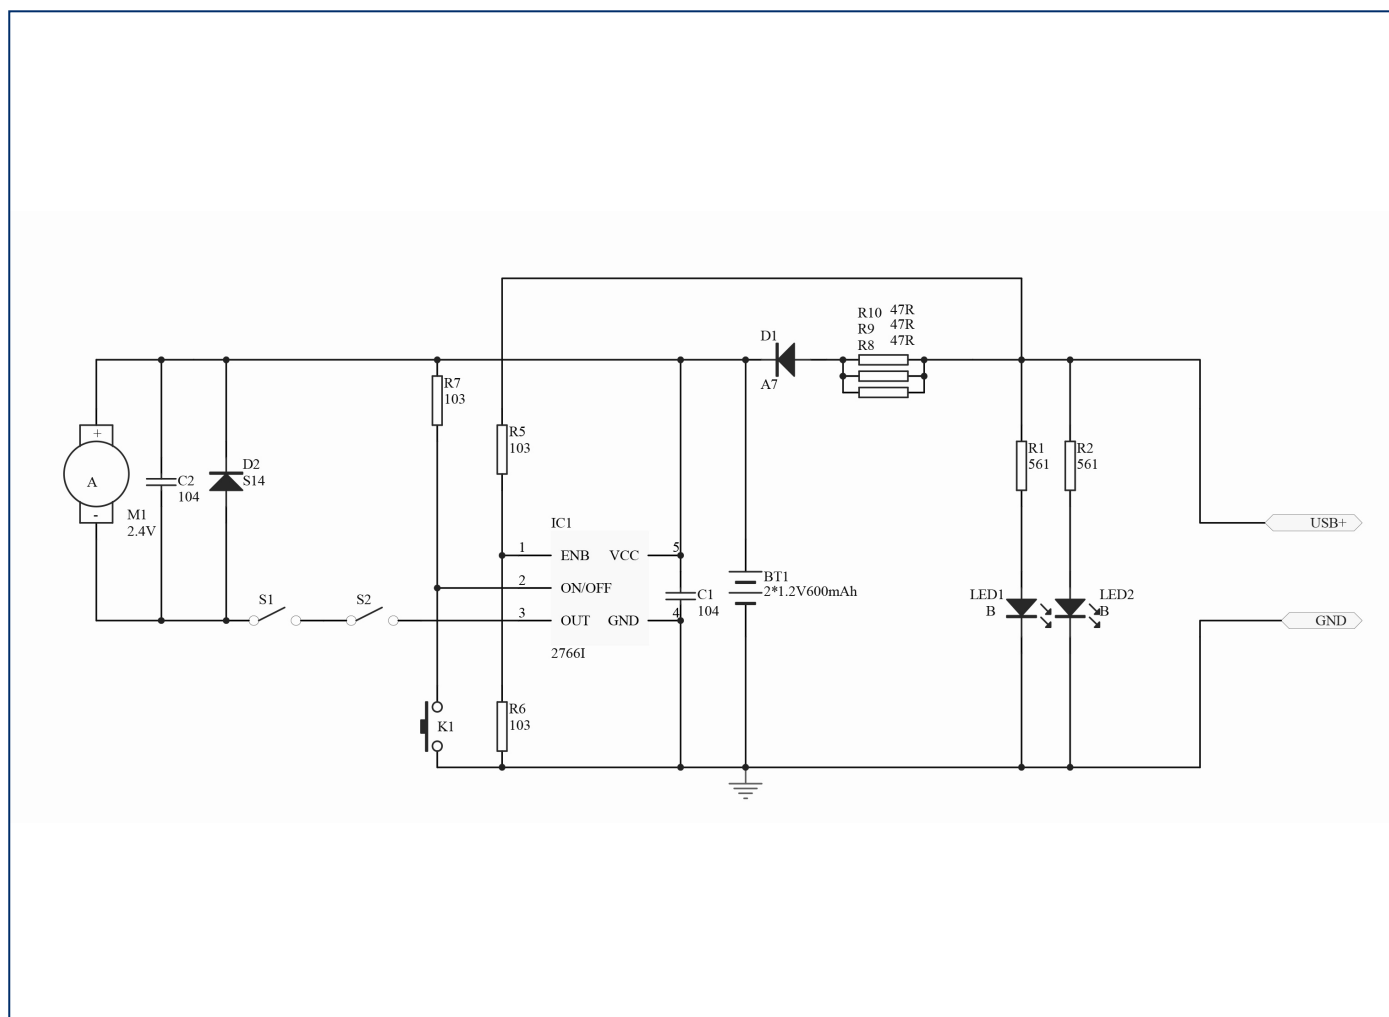 R10 47R
R9 47R
R8 47R
D1
A7
R7
103
R5
103
R1
561
R2
561
A
+
-
M1
2.4V
C2
104
D2
S14
IC1
1 ENB VCC 5
2 ON/OFF
3 OUT GND 4
2766I
C1
104
BT1
2*1.2V600mAh
S1
S2
LED1
B
LED2
B
USB+
GND
K1
R6
103